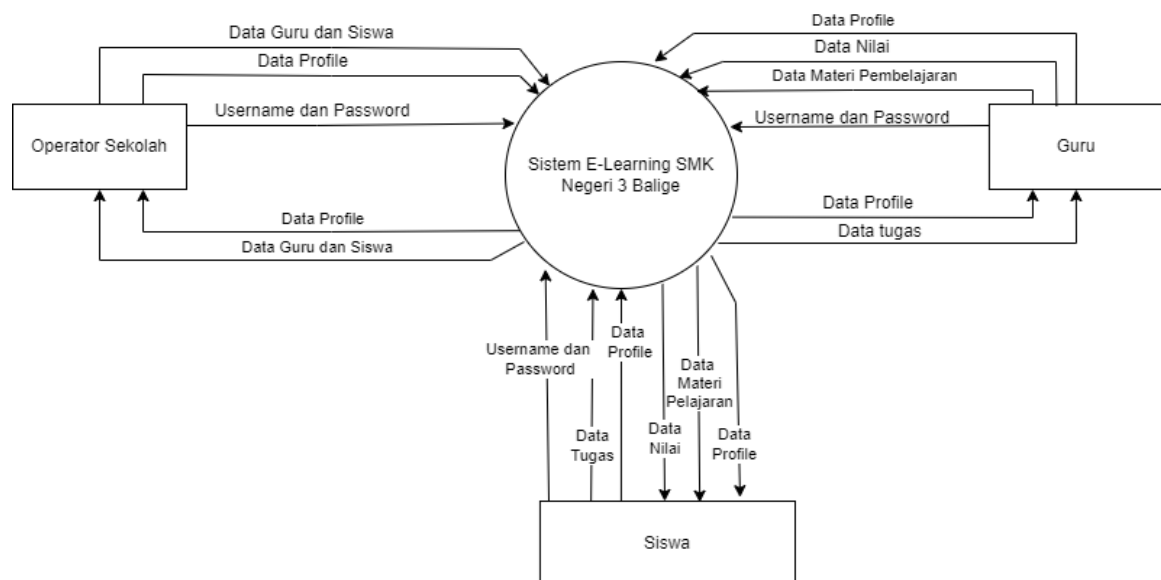 Data Guru dan Siswa
Data Profile
Username dan Password
Operator Sekolah
Data Profile
Data Guru dan Siswa
Sistem E-Learning SMK
Negeri 3 Balige
Data Profile
Data Nilai
Data Materi Pembelajaran
Username dan Password
Guru
Data Profile
Data tugas
Username dan
Password
Data
Tugas
Data
Profile
Data
Nilai
Data
Materi
Pelajaran
Data
Profile
Siswa